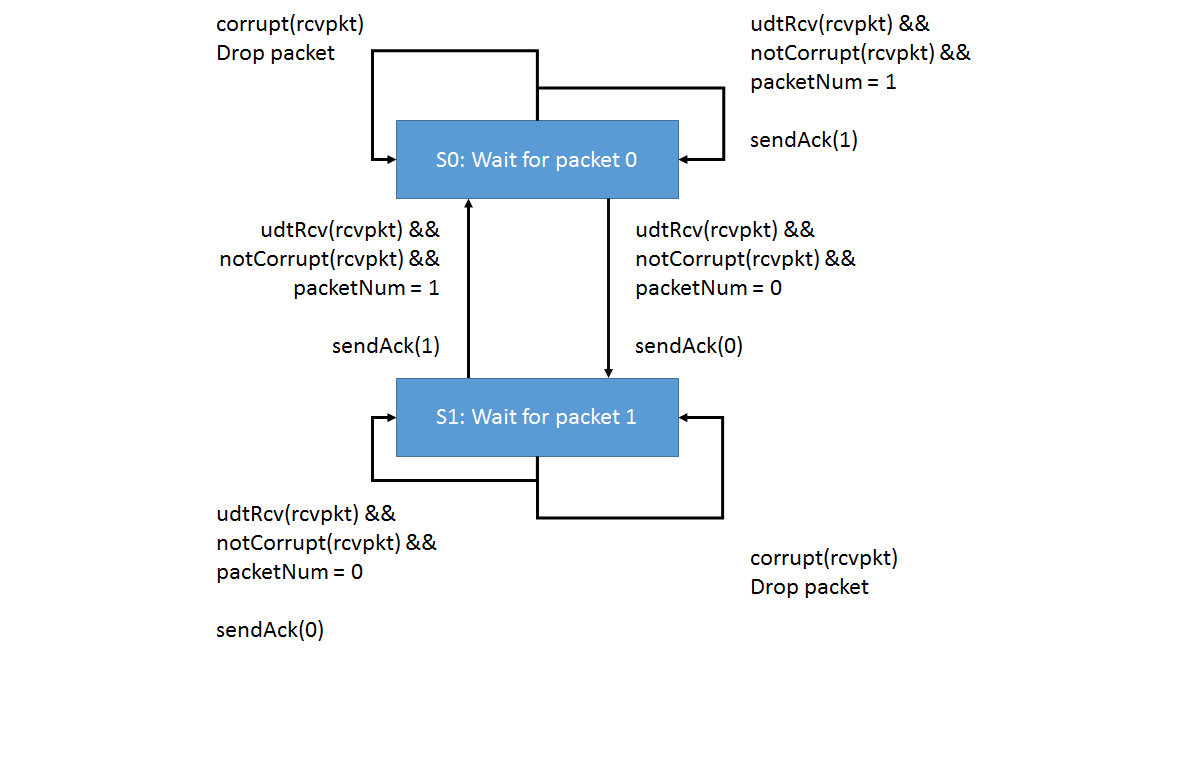 corrupt(rcvpkt)
Drop packet
udtRcv(rcvpkt) &&
notCorrupt(rcvpkt) &&
packetNum = 1
sendAck(1)
S0: Wait for packet 0
udtRcv(rcvpkt) &&
notCorrupt(rcvpkt) &&
packetNum = 1
sendAck(1)
udtRcv(rcvpkt) &&
notCorrupt(rcvpkt) &&
packetNum = 0
sendAck(0)
S1: Wait for packet 1
udtRcv(rcvpkt) &&
notCorrupt(rcvpkt) &&
packetNum = 0
sendAck(0)
corrupt(rcvpkt)
Drop packet